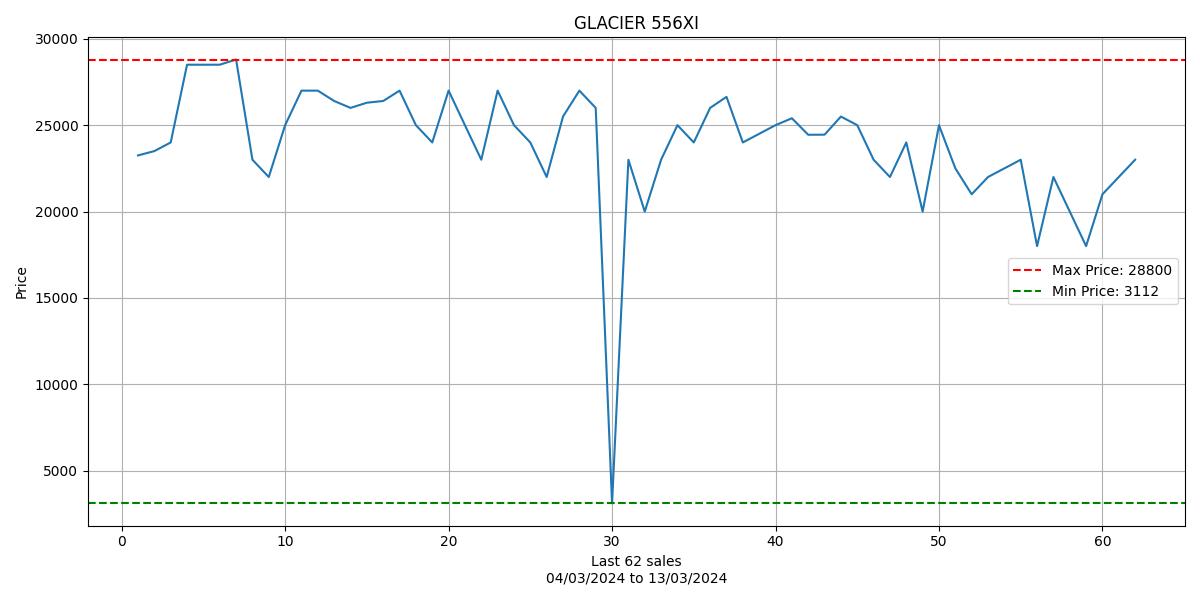 GLACIER 556XI
30000
25000
20000
15000
10000
5000
Price
Max Price: 28800
Min Price: 3112
0 10 20 30 40 50 60
Last 62 sales
04/03/2024 to 13/03/2024